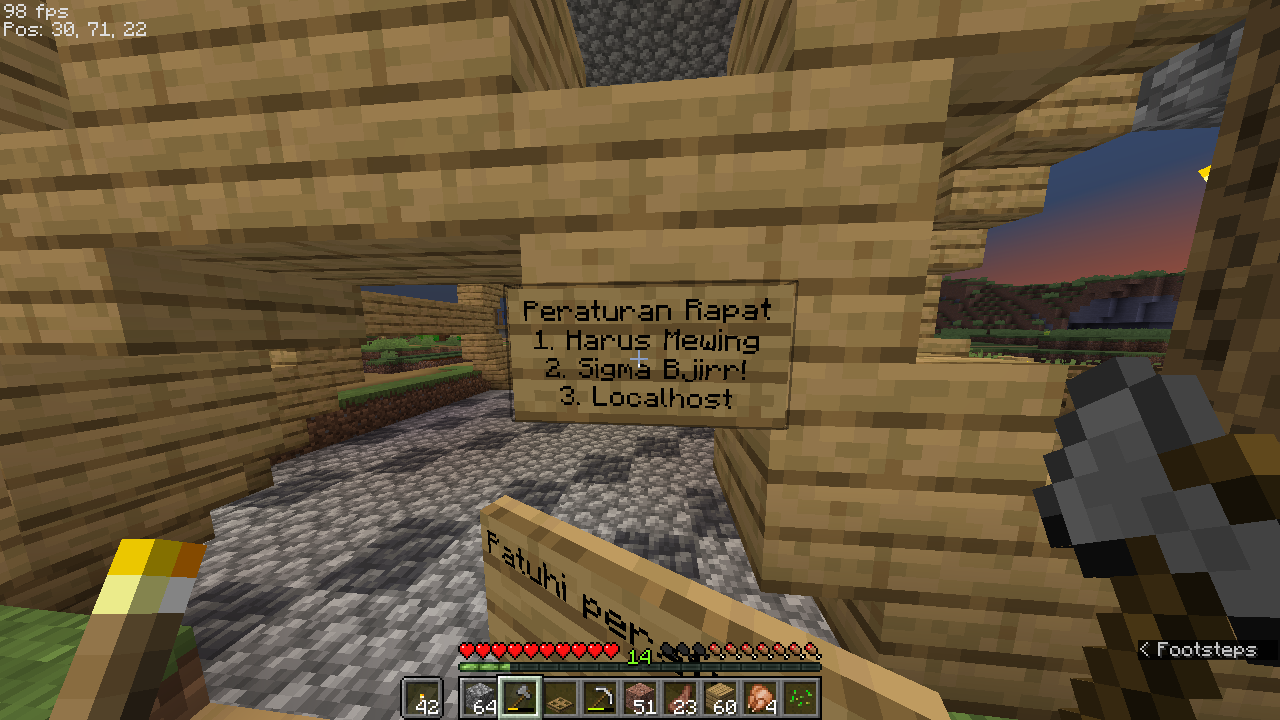 98 fps
Pos: 30, 71, 22
Peraturan Rapat
1. Harus Mewing
2. Sigma Bjirr!
3. Localhost
Patuhi per
< Footsteps
14
42
64
51
23
60
4